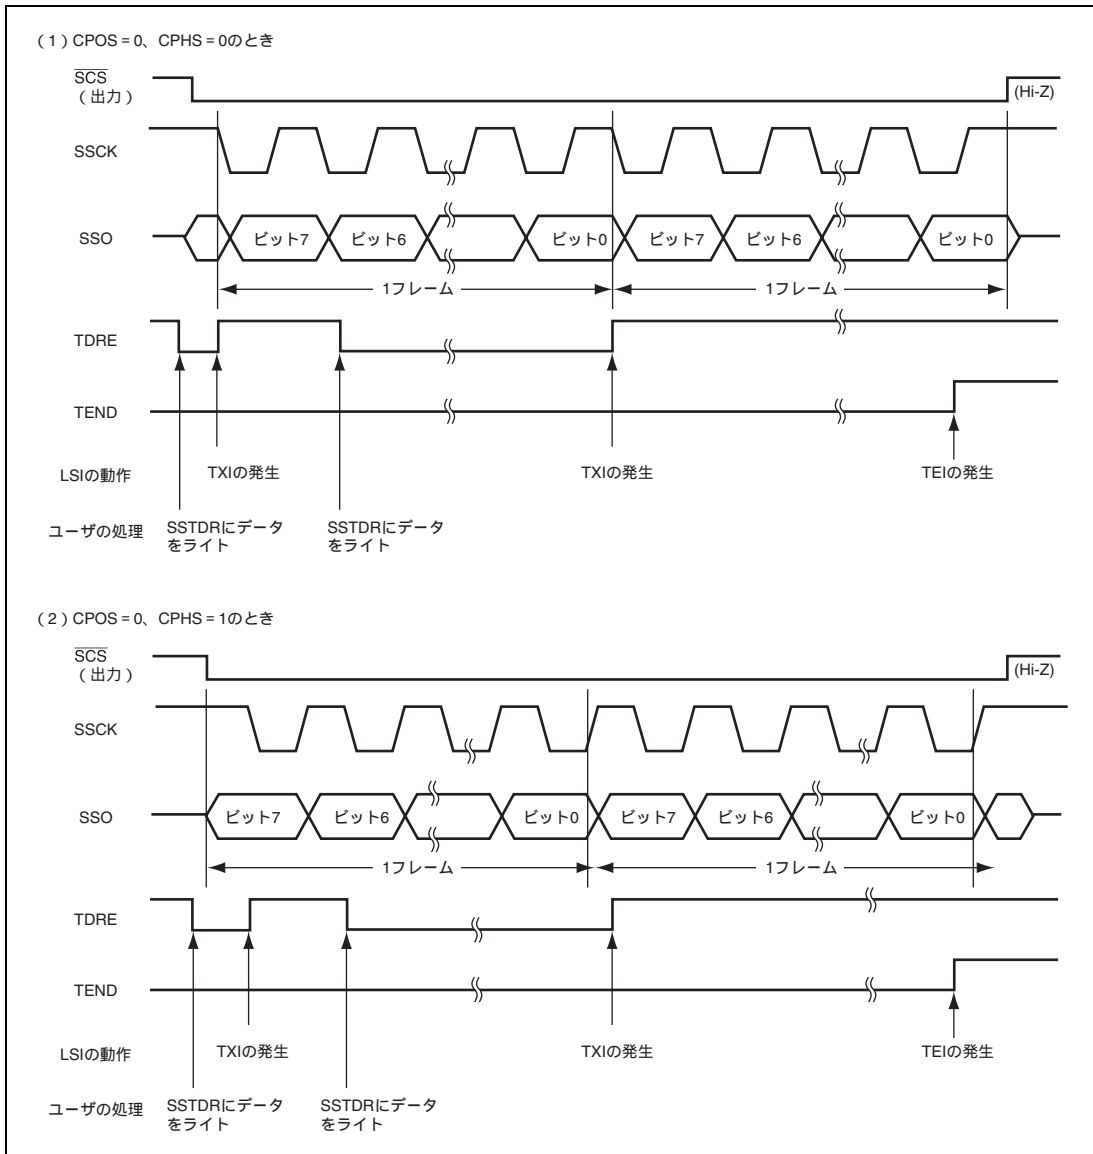 （1）CPOS = 0、CPHS = 0のとき
SCS
（出力）
(Hi-Z)
SSCK
SSO
ビット7
ビット6
ビット0
ビット7
ビット6
ビット0
1フレーム
1フレーム
TDRE
TEND
LSIの動作
TXIの発生
TXIの発生
TEIの発生
ユーザの処理
SSTDRにデータ
をライト
SSTDRにデータ
をライト
（2）CPOS = 0、CPHS = 1のとき
SCS
（出力）
(Hi-Z)
SSCK
SSO
ビット7
ビット6
ビット0
ビット7
ビット6
ビット0
1フレーム
1フレーム
TDRE
TEND
LSIの動作
TXIの発生
TXIの発生
TEIの発生
ユーザの処理
SSTDRにデータ
をライト
SSTDRにデータ
をライト